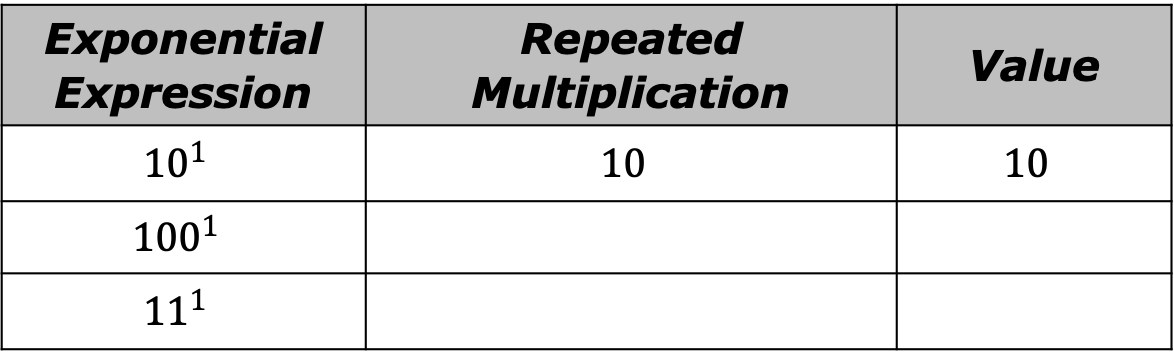 Exponential Expression | Repeated Multiplication | Value
10¹ | 10 | 10
100¹
11¹